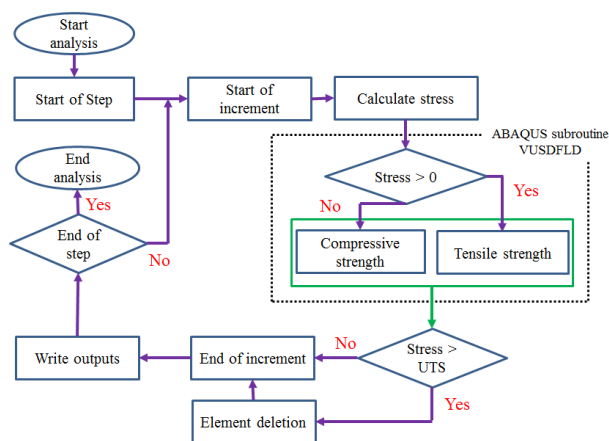 Start
analysis
Start of Step
Start of
increment
Calculate stress
ABAQUS subroutine
VUSDFLD
Stress > 0
No
Yes
Compressive
strength
Tensile strength
End
analysis
Yes
End of
step
No
Write outputs
End of increment
No
Stress >
UTS
Yes
Element deletion